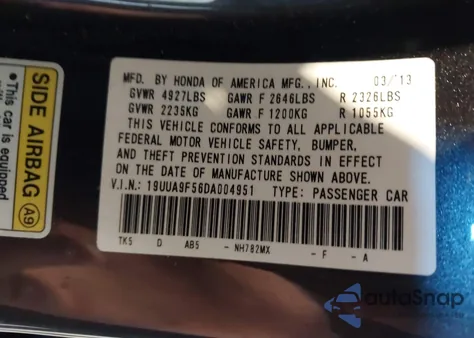 MFD. BY HONDA OF AMERICA MFG., INC. 03/13
GVWR 4927LBS GAWR F 2646LBS R 2326LBS
GVWR 2235KG GAWR F 1200KG R 1055KG
THIS VEHICLE CONFORMS TO ALL APPLICABLE
FEDERAL MOTOR VEHICLE SAFETY, BUMPER,
AND THEFT PREVENTION STANDARDS IN EFFECT
ON THE DATE OF MANUFACTURE SHOWN ABOVE.
V.I.N.: 19UUA9F56DA004951 TYPE: PASSENGER CAR
TK5 D AB5 -NH782MX -F -A
SIDE AIRBAG A9
•This car is
equipped
autoSnap